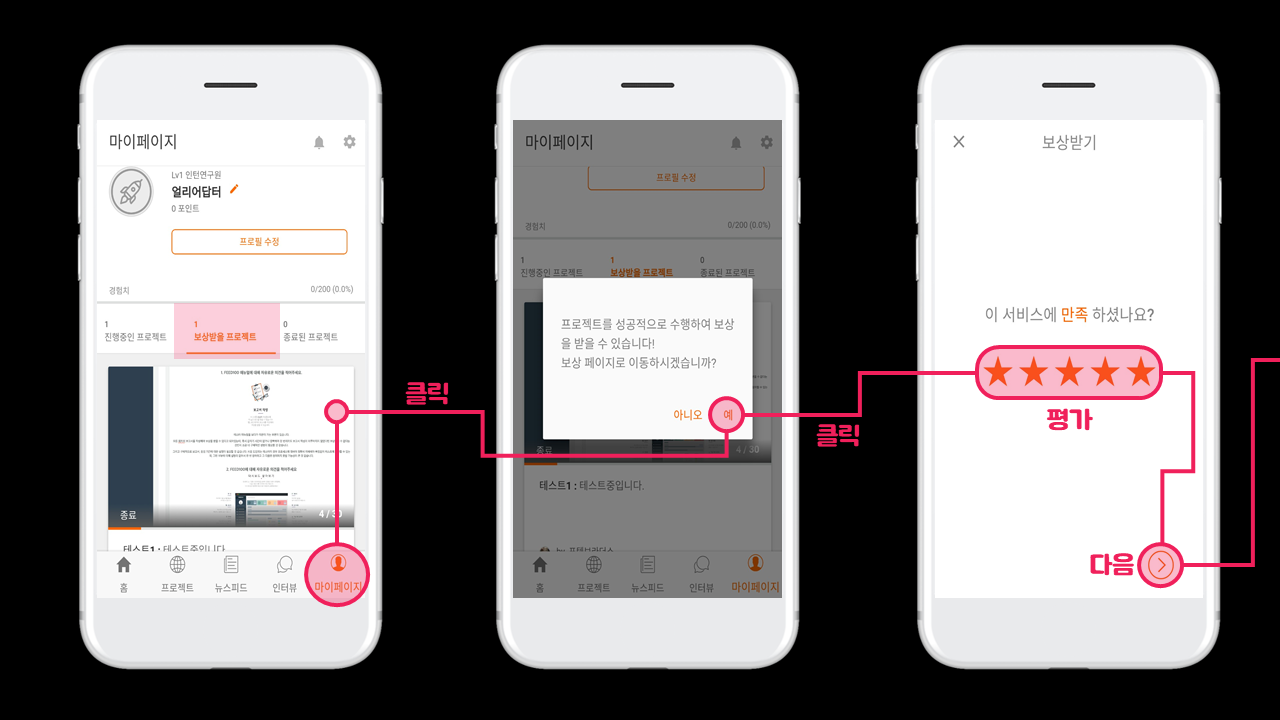 마이페이지
Lv1 인턴연구원
얼리어답터
0 포인트
프로필 수정
경험치 0/200 (0.0%)
1 1 0
진행중인 프로젝트 보상받을 프로젝트 종료된 프로젝트
종료 4 / 30
테스트1 : 테스트중입니다.
홈 프로젝트 뉴스피드 인터뷰 마이페이지
클릭
마이페이지
프로필 수정
경험치 0/200 (0.0%)
1 1 0
진행중인 프로젝트 보상받을 프로젝트 종료된 프로젝트
프로젝트를 성공적으로 수행하여 보상
을 받을 수 있습니다!
보상 페이지로 이동하시겠습니까?
아니오 예
종료 4 / 30
테스트1 : 테스트중입니다.
홈 프로젝트 뉴스피드 인터뷰 마이페이지
클릭
보상받기
이 서비스에 만족 하셨나요?
평가
다음